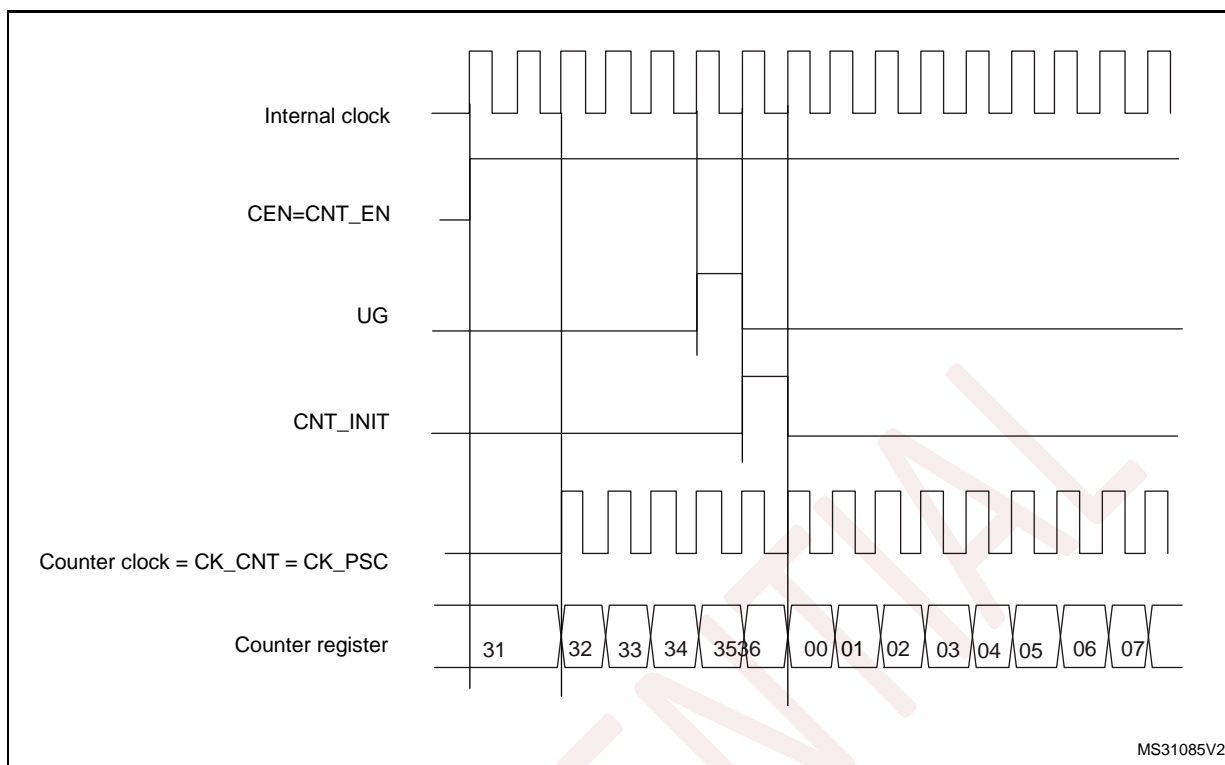 Internal clock
CEN=CNT_EN
UG
CNT_INIT
Counter clock = CK_CNT = CK_PSC
Counter register 31 32 33 34 35 36 00 01 02 03 04 05 06 07
ENTIAL
MS31085V2